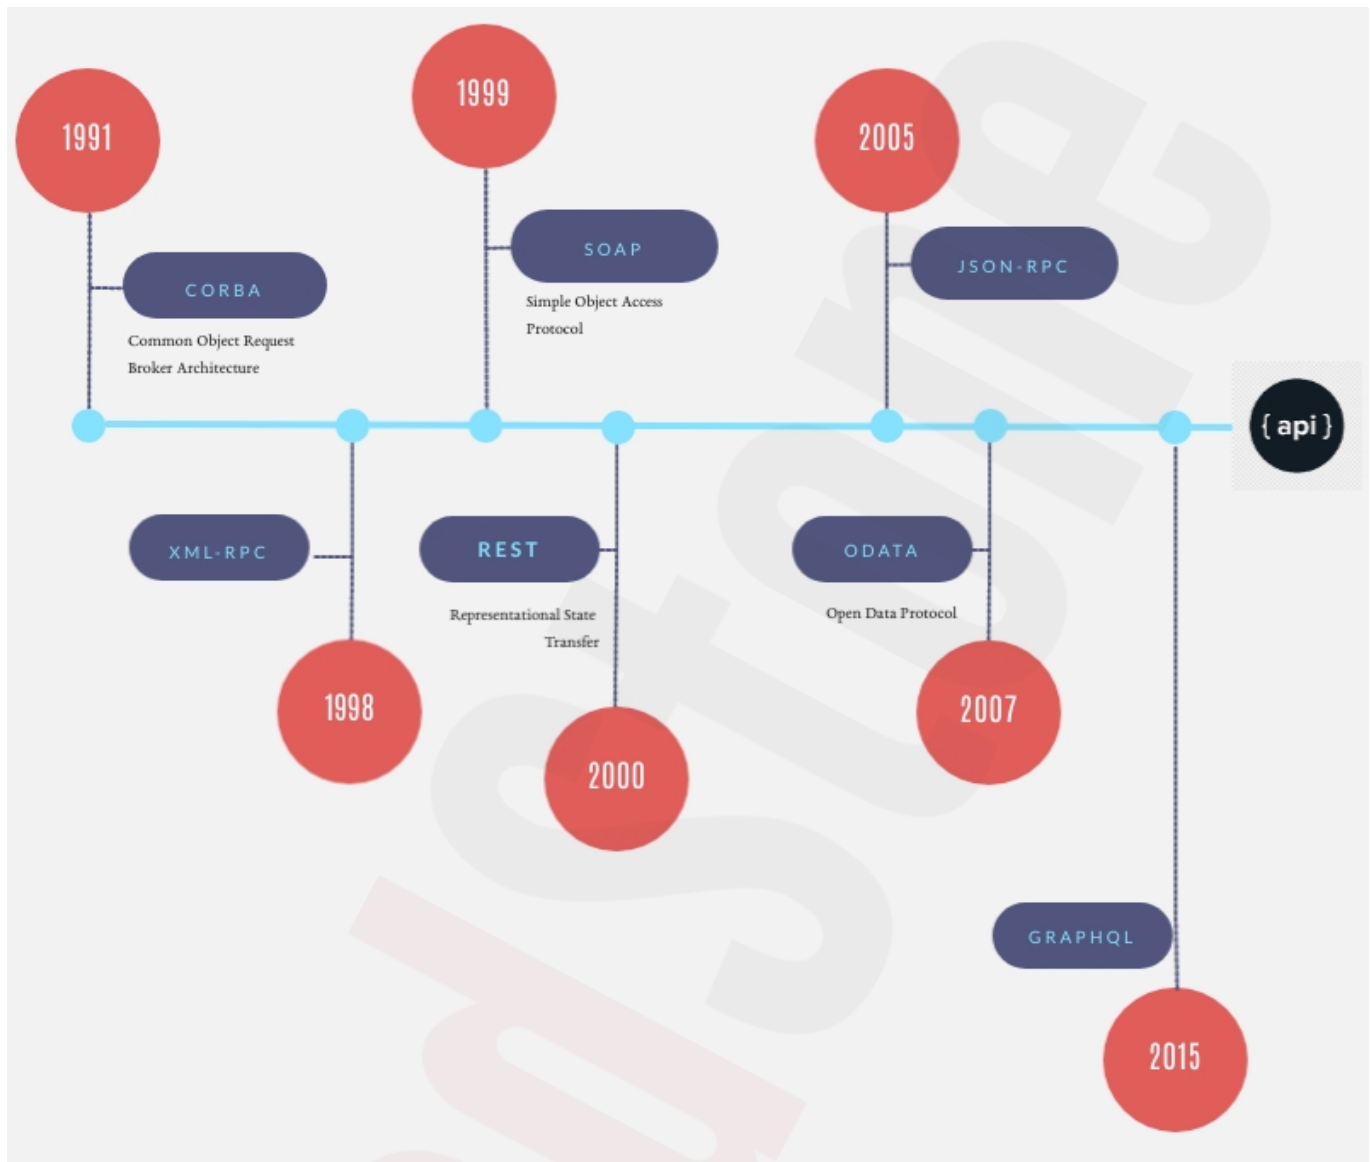 1991
CORBA
Common Object Request
Broker Architecture
1999
SOAP
Simple Object Access
Protocol
2005
JSON-RPC
{ api }
XML-RPC
1998
REST
Representational State
Transfer
2000
ODATA
Open Data Protocol
2007
GRAPHQL
2015